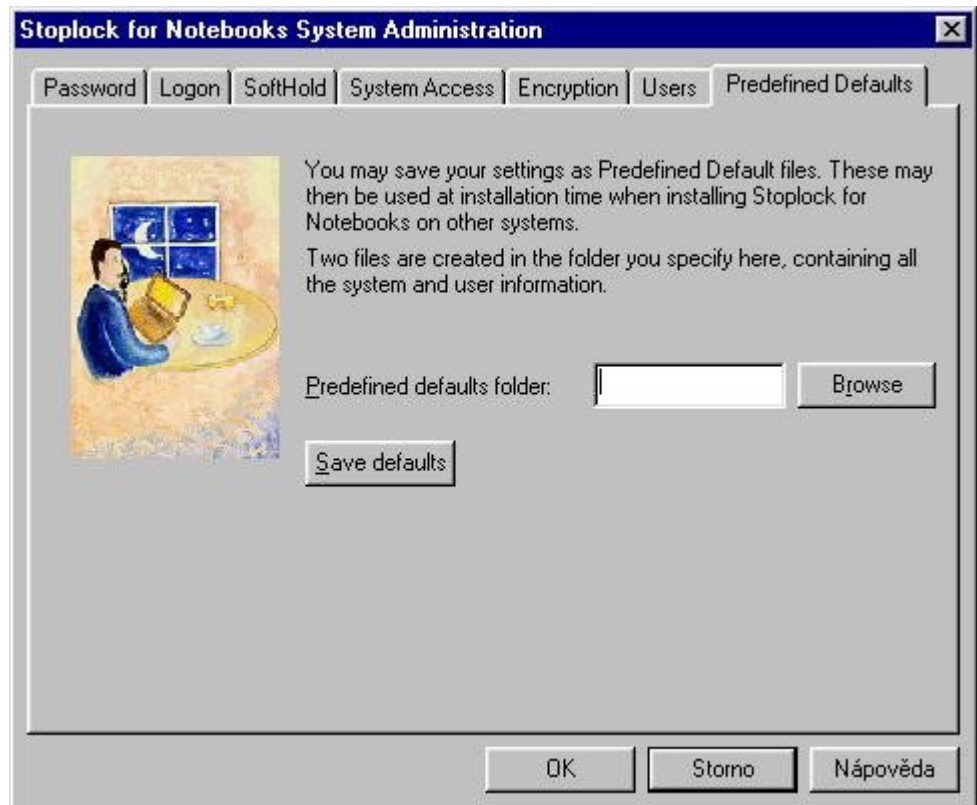 Stoplock for Notebooks System Administration
Password Logon SoftHold System Access Encryption Users Predefined Defaults
You may save your settings as Predefined Default files. These may
then be used at installation time when installing Stoplock for
Notebooks on other systems.
Two files are created in the folder you specify here, containing all
the system and user information.
Predefined defaults folder: Browse
Save defaults
OK Storno Nápověda